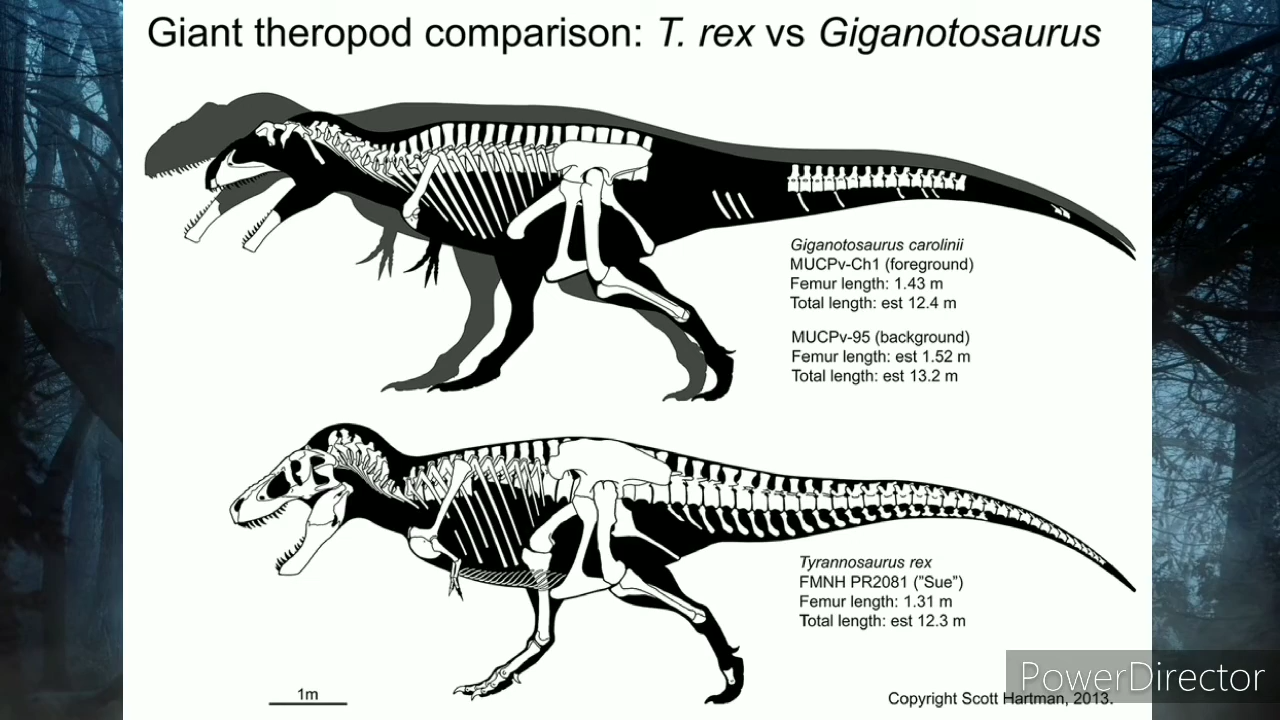 Giant theropod comparison: T. rex vs Giganotosaurus
Giganotosaurus carolinii
MUCPv-Ch1 (foreground)
Femur length: 1.43 m
Total length: est 12.4 m
MUCPv-95 (background)
Femur length: est 1.52 m
Total length: est 13.2 m
Tyrannosaurus rex
FMNH PR2081 ("Sue")
Femur length: 1.31 m
Total length: est 12.3 m
1m
PowerDirector
Copyright Scott Hartman, 2013.